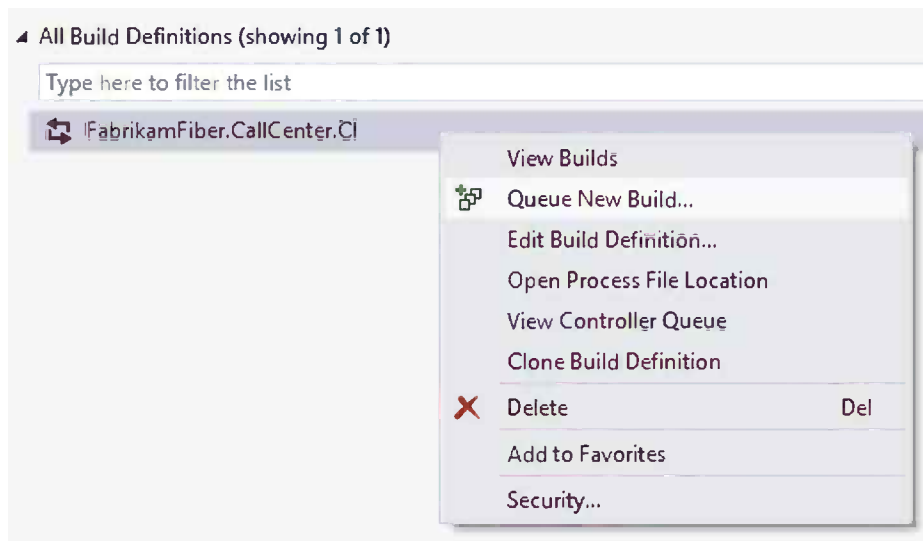 All Build Definitions (showing 1 of 1)
Type here to filter the list
FabrikamFiber.CallCenter.CI
View Builds
Queue New Build...
Edit Build Definition...
Open Process File Location
View Controller Queue
Clone Build Definition
Delete Del
Add to Favorites
Security...